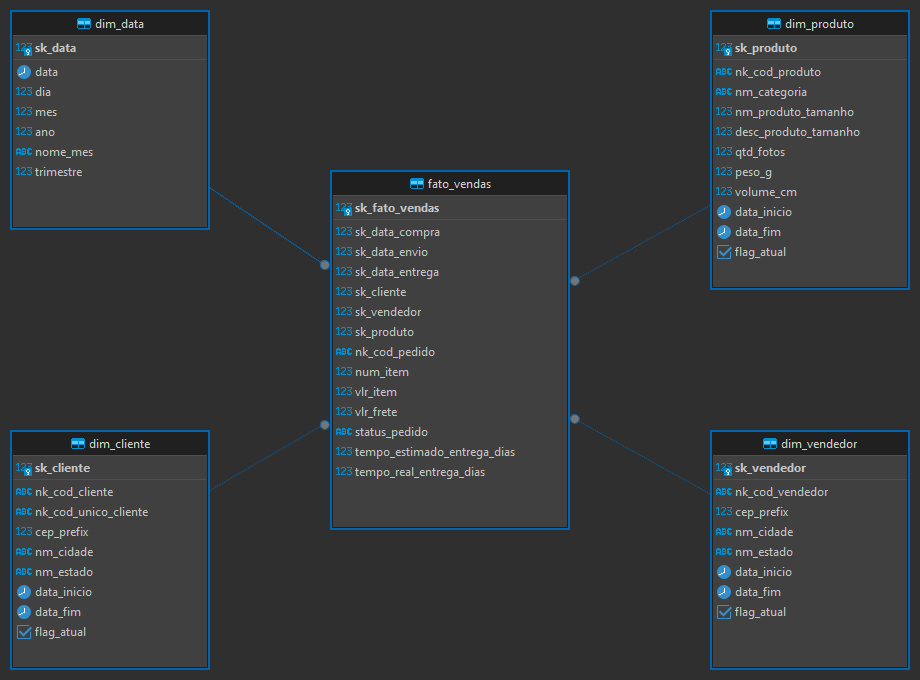 dim_data
123 sk_data
data
123 dia
123 mes
123 ano
ABC nome_mes
123 trimestre
dim_produto
123 sk_produto
ABC nk_cod_produto
ABC nm_categoria
123 nm_produto_tamanho
123 desc_produto_tamanho
123 qtd_fotos
123 peso_g
123 volume_cm
data_inicio
data_fim
flag_atual
fato_vendas
123 sk_fato_vendas
123 sk_data_compra
123 sk_data_envio
123 sk_data_entrega
123 sk_cliente
123 sk_vendedor
123 sk_produto
ABC nk_cod_pedido
123 num_item
123 vlr_item
123 vlr_frete
ABC status_pedido
123 tempo_estimado_entrega_dias
123 tempo_real_entrega_dias
dim_cliente
123 sk_cliente
ABC nk_cod_cliente
ABC nk_cod_unico_cliente
123 cep_prefix
ABC nm_cidade
ABC nm_estado
data_inicio
data_fim
flag_atual
dim_vendedor
123 sk_vendedor
ABC nk_cod_vendedor
123 cep_prefix
ABC nm_cidade
ABC nm_estado
data_inicio
data_fim
flag_atual